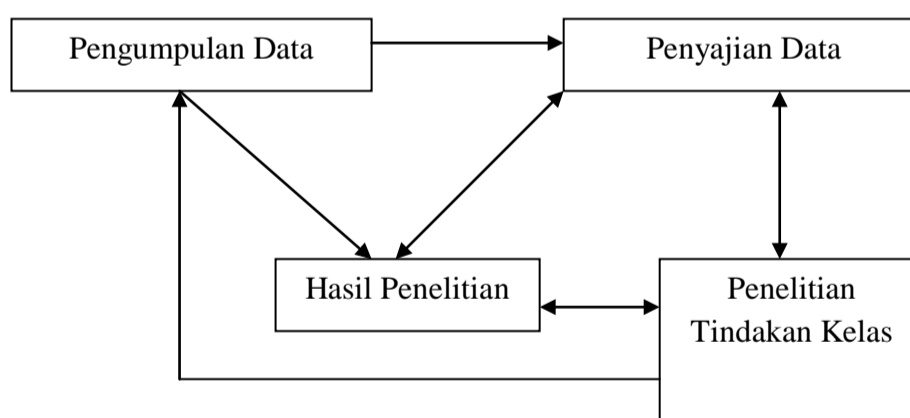 Pengumpulan Data
Penyajian Data
Hasil Penelitian
Penelitian
Tindakan Kelas